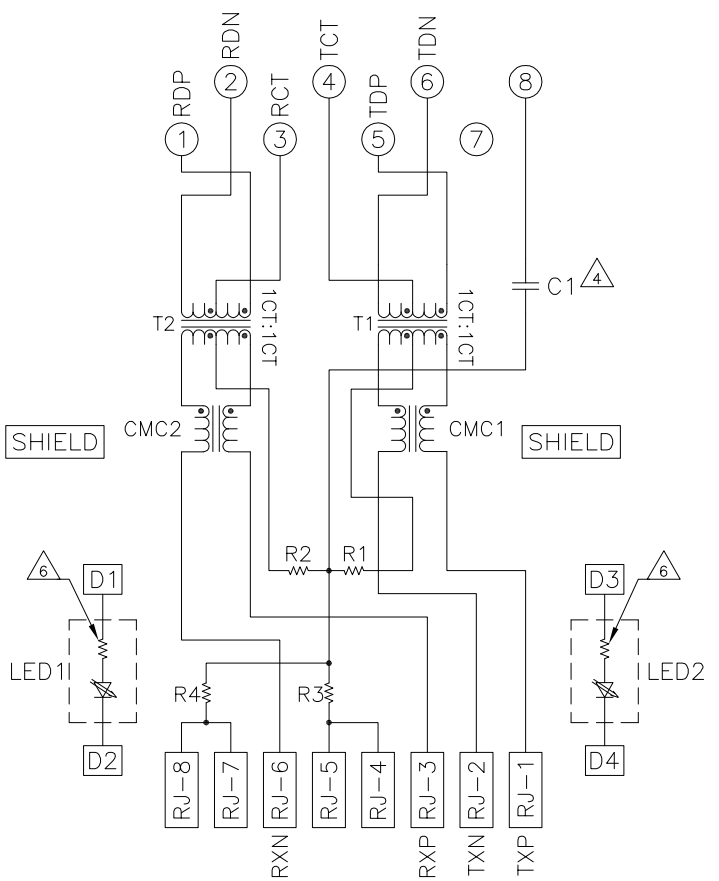 RDN
TCT
TDN
2
4
6
8
RDP
RCT
TDP
1
3
5
7
C1
4
T2
1CT:1CT
T1
1CT:1CT
CMC2
CMC1
SHIELD
SHIELD
R2
R1
6
D1
D3
6
LED1
LED2
R4
R3
D2
D4
RJ-8
RJ-7
RJ-6
RJ-5
RJ-4
RJ-3
RJ-2
RJ-1
RXN
RXP
TXN
TXP